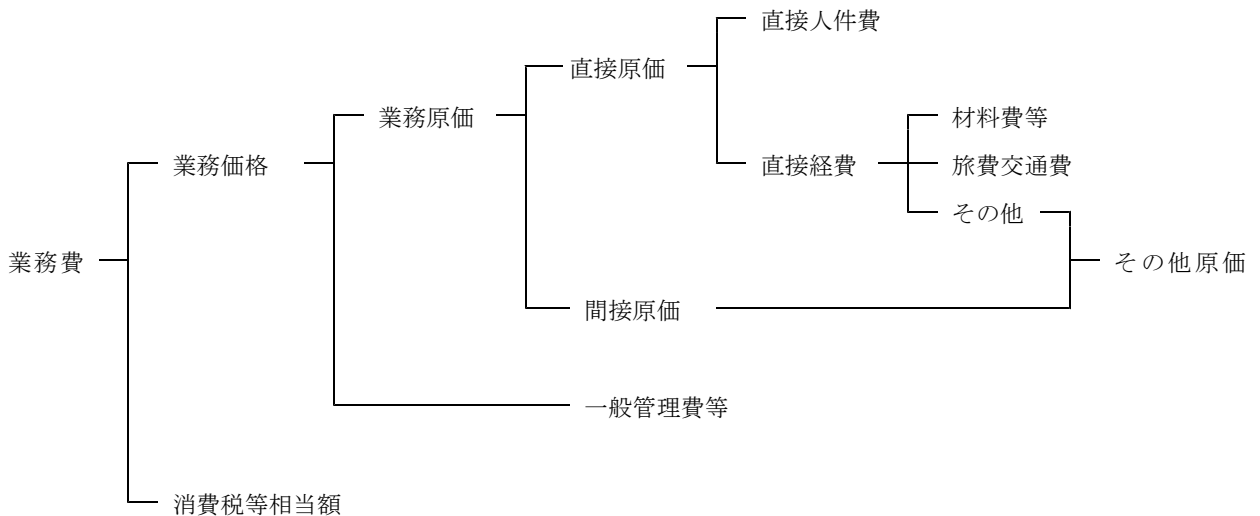 直接人件費
直接原価
業務原価
材料費等
業務価格
直接経費
旅費交通費
その他
業務費
その他原価
間接原価
一般管理費等
消費税等相当額